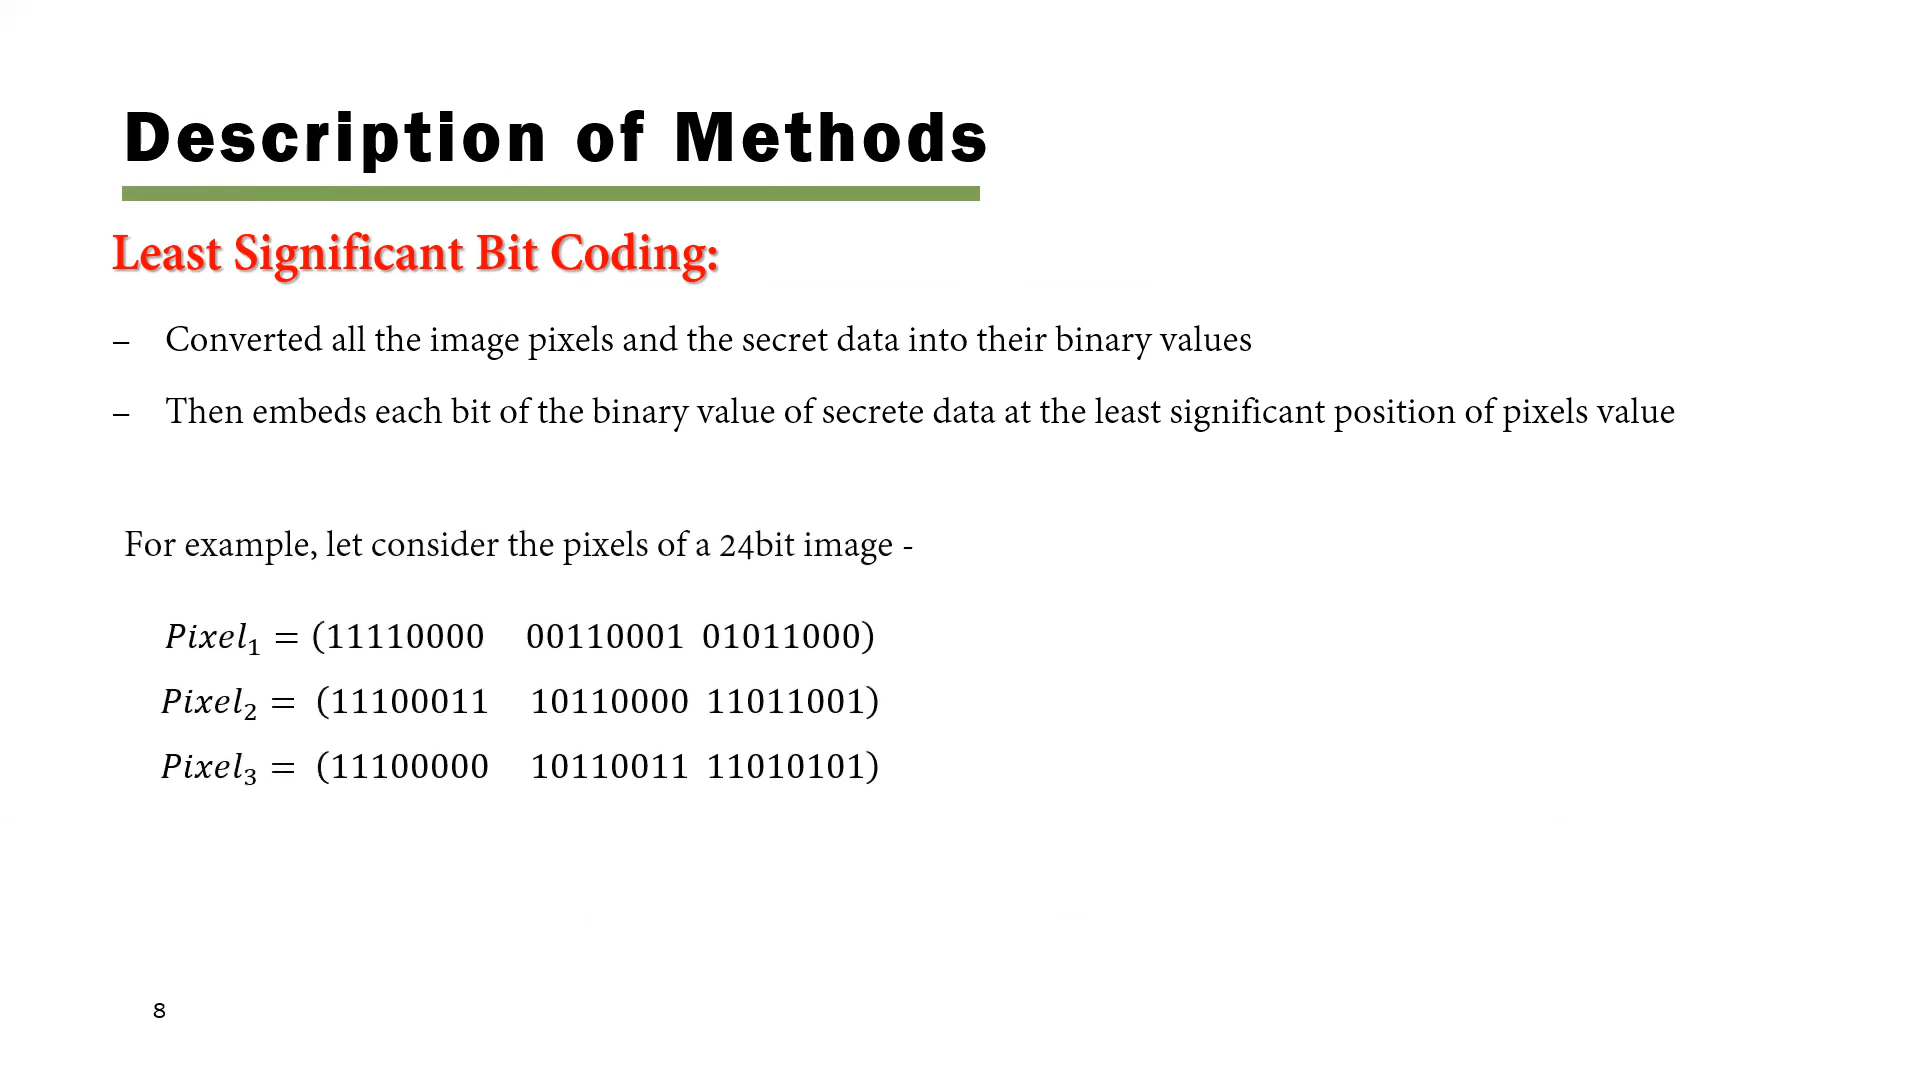 Description of Methods
Least Significant Bit Coding:
– Converted all the image pixels and the secret data into their binary values
– Then embeds each bit of the binary value of secrete data at the least significant position of pixels value
For example, let consider the pixels of a 24bit image -
Pixel₁ = (11110000 00110001 01011000)
Pixel₂ = (11100011 10110000 11011001)
Pixel₃ = (11100000 10110011 11010101)
8